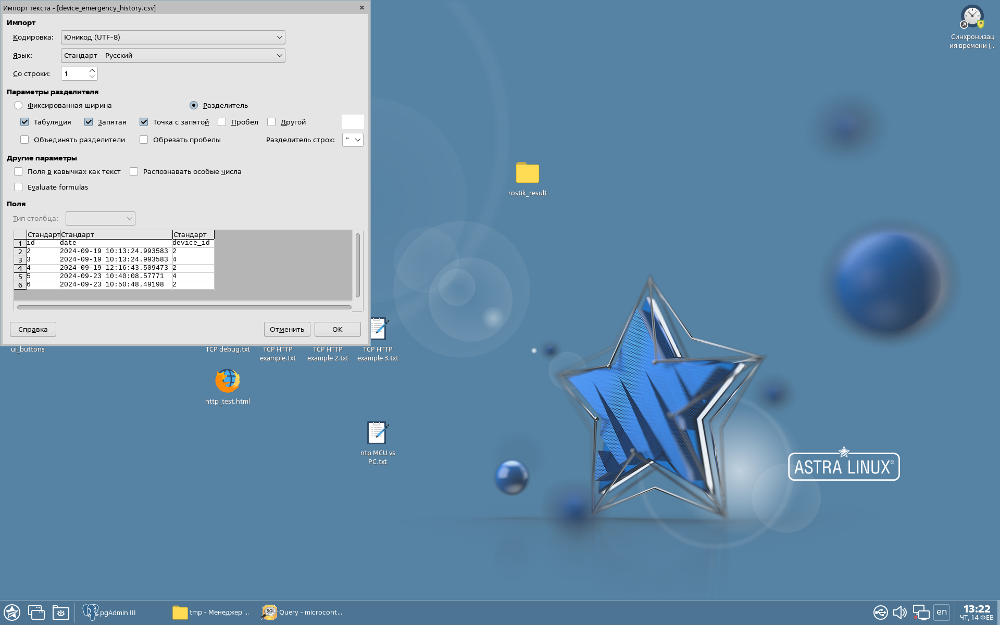 Импорт текста - [device_emergency_history.csv]
Импорт
Кодировка: Юникод (UTF-8)
Язык: Стандарт - Русский
Со строки: 1
Параметры разделителя
Фиксированная ширина Разделитель
Табуляция Запятая Точка с запятой Пробел Другой
Объединять разделители Обрезать пробелы Разделитель строк: "
Другие параметры
Поля в кавычках как текст Распознавать особые числа
Evaluate formulas
Поля
Тип столбца:
Стандарт Стандарт Стандарт
1 id date device_id
2 2 2024-09-19 10:13:24.993583 2
3 3 2024-09-19 10:13:24.993583 4
4 4 2024-09-19 12:16:43.509473 2
5 5 2024-09-23 10:40:08.57771 4
6 6 2024-09-23 10:50:48.49198 2
Справка Отменить OK
Синхронизац
ия времени (...
M
rostik_result
ui_buttons
TCP debug.txt
TCP HTTP
example.txt
TCP HTTP
example 2.txt
TCP HTTP
example 3.txt
http_test.html
ntp MCU vs
PC.txt
ASTRA LINUX®
pgAdmin III
tmp - Менеджер ...
SQL
Query - microcont...
en
13:22
ЧТ, 14 ФЕВ